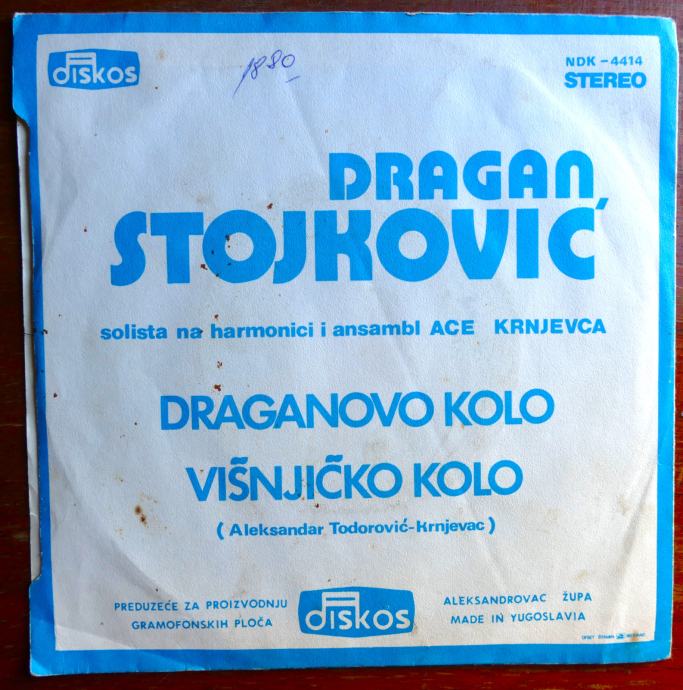 diskos
1880
NDK-4414
STEREO
DRAGAN
STOJKOVIĆ
solista na harmonici i ansambl ACE KRNJEVCA
DRAGANOVO KOLO
VIŠNJIČKO KOLO
( Aleksandar Todorović-Krnjevac )
PREDUZEĆE ZA PROIZVODNJU
GRAMOFONSKIH PLOČA
diskos
ALEKSANDROVAC ŽUPA
MADE IN YUGOSLAVIA